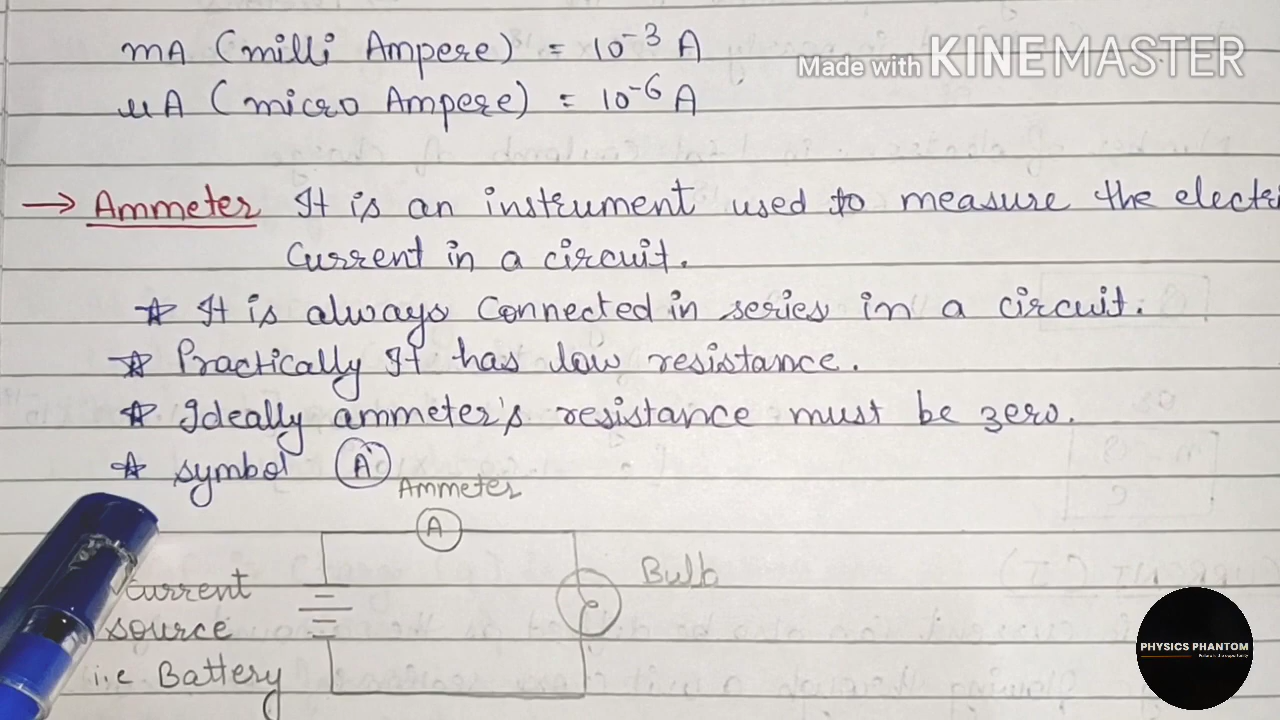 mA (milli Ampere) = 10⁻³ A
Made with KINEMASTER
µA (micro Ampere) = 10⁻⁶ A
→ Ammeter It is an instrument used to measure the electri
Current in a circuit.
☆ It is always Connected in series in a circuit.
☆ Practically It has low resistance.
☆ Ideally ammeter's resistance must be zero.
☆ symbol (A)
Ammeter
A
Bulb
Current
source
i.e Battery
PHYSICS PHANTOM